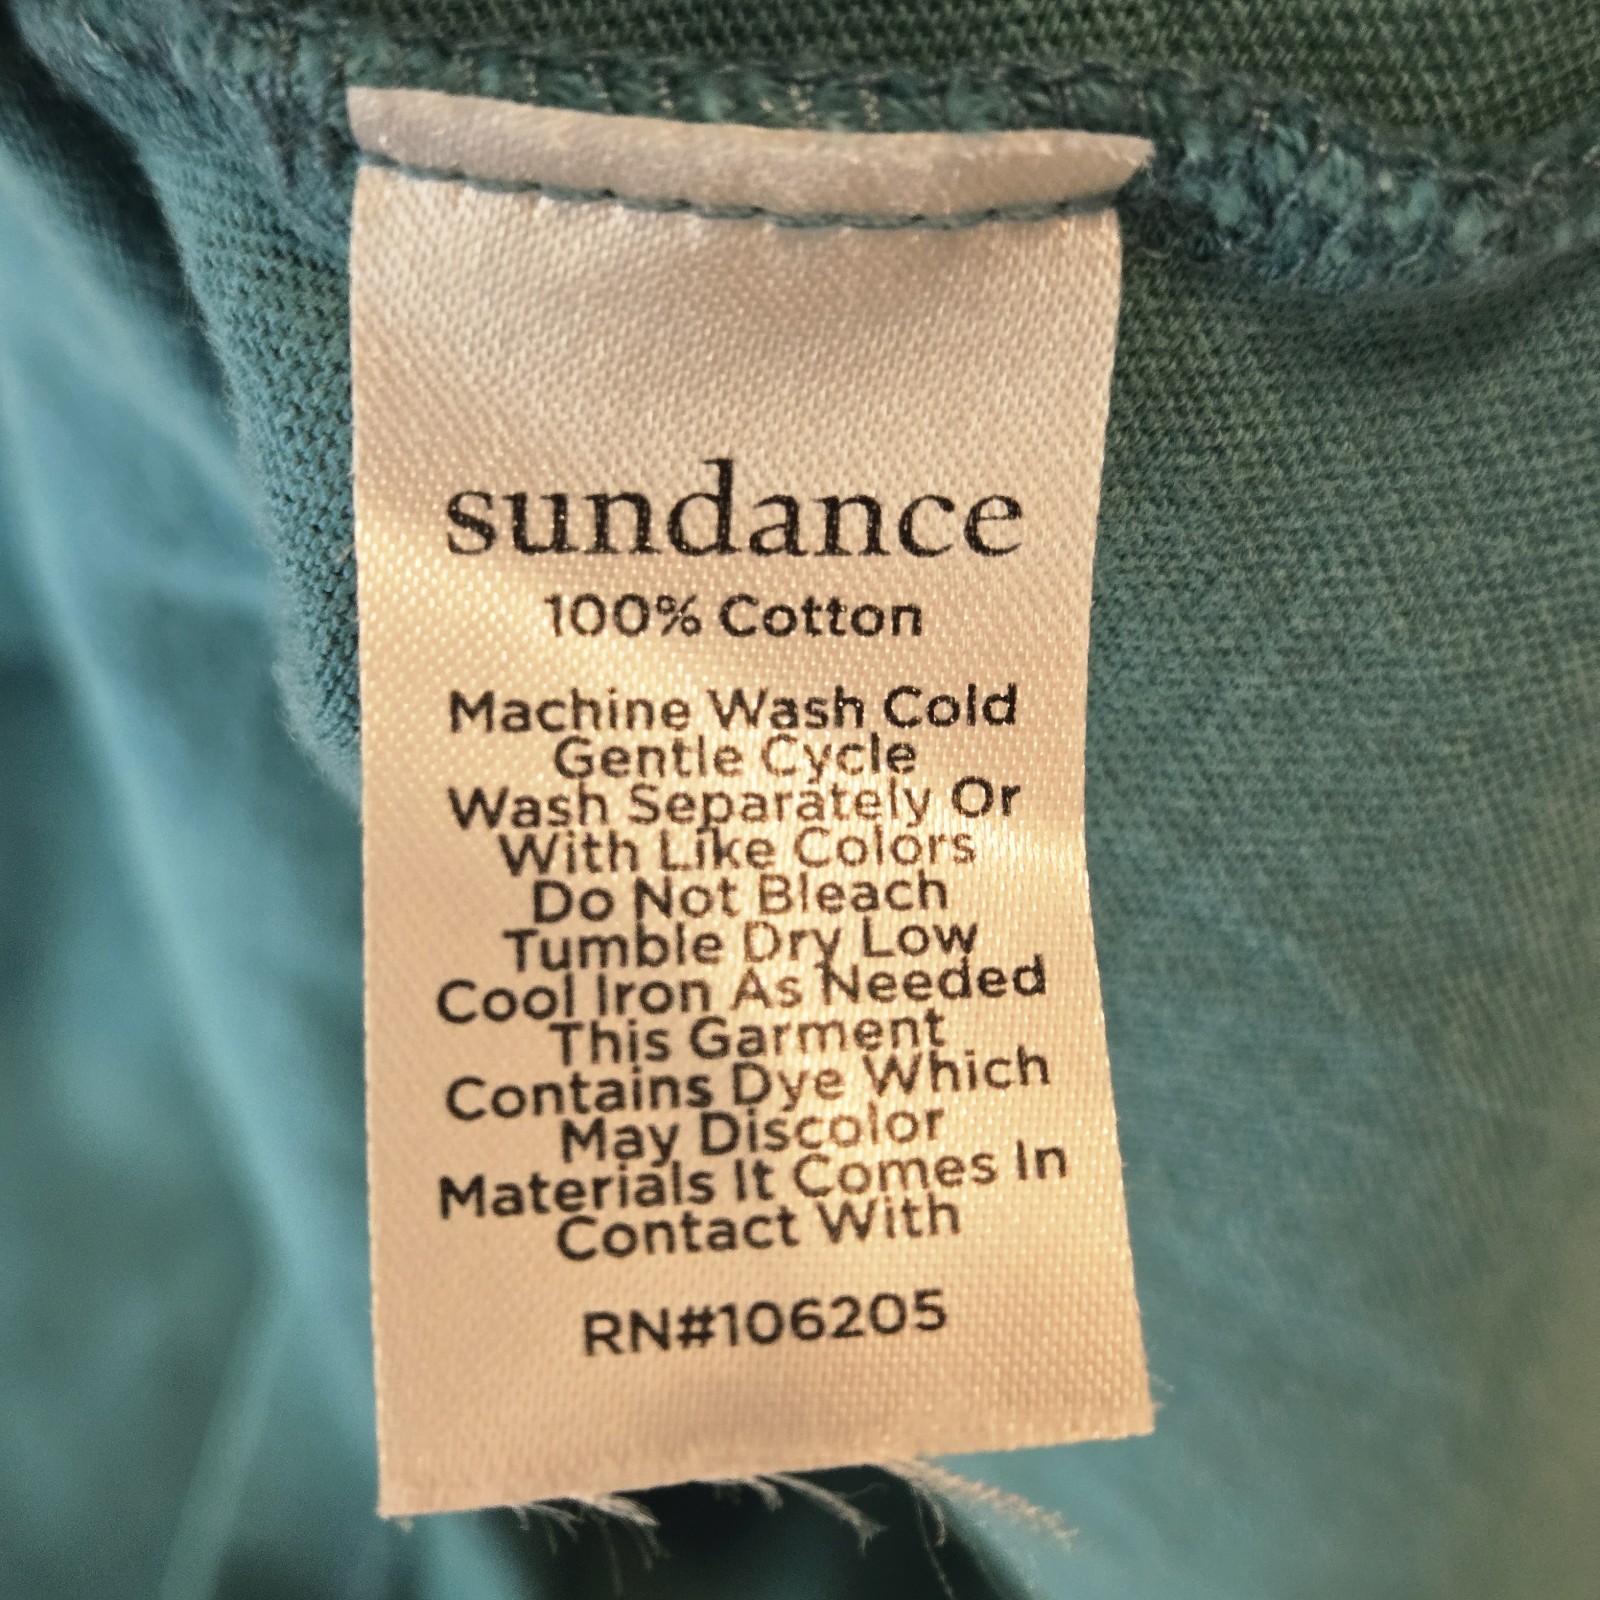 sundance
100% Cotton
Machine Wash Cold
Gentle Cycle
Wash Separately Or
With Like Colors
Do Not Bleach
Tumble Dry Low
Cool Iron As Needed
This Garment
Contains Dye Which
May Discolor
Materials It Comes In
Contact With
RN#106205